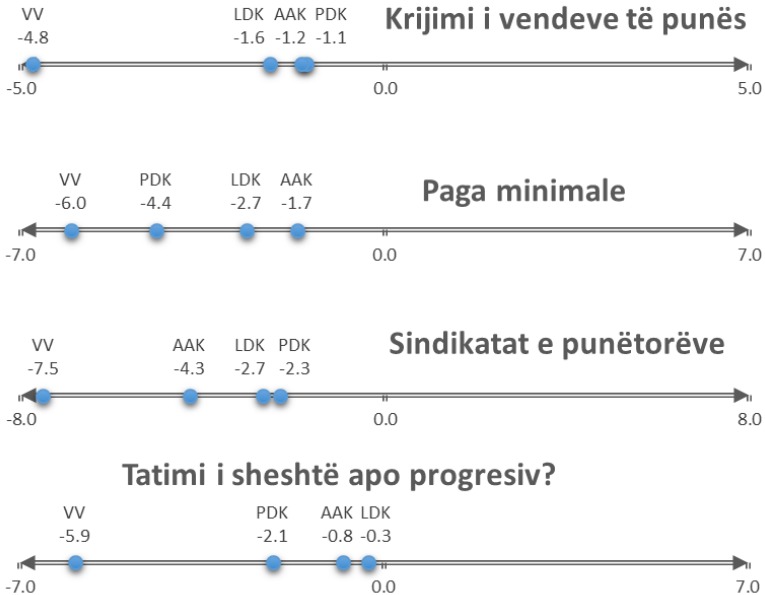 Krijimi i vendeve të punës
VV LDK AAK PDK
-4.8 -1.6 -1.2 -1.1
-5.0 0.0 5.0
Paga minimale
VV PDK LDK AAK
-6.0 -4.4 -2.7 -1.7
-7.0 0.0 7.0
Sindikatat e punëtorëve
VV AAK LDK PDK
-7.5 -4.3 -2.7 -2.3
-8.0 0.0 8.0
Tatimi i sheshtë apo progresiv?
VV PDK AAK LDK
-5.9 -2.1 -0.8 -0.3
-7.0 0.0 7.0